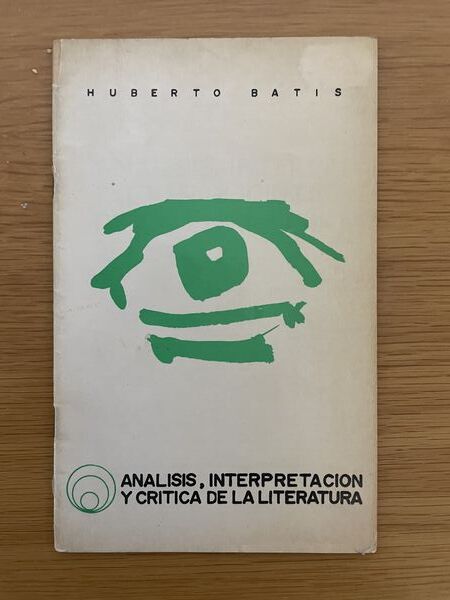 HUBERTO BATIS
ANALISIS, INTERPRETACION
Y CRITICA DE LA LITERATURA